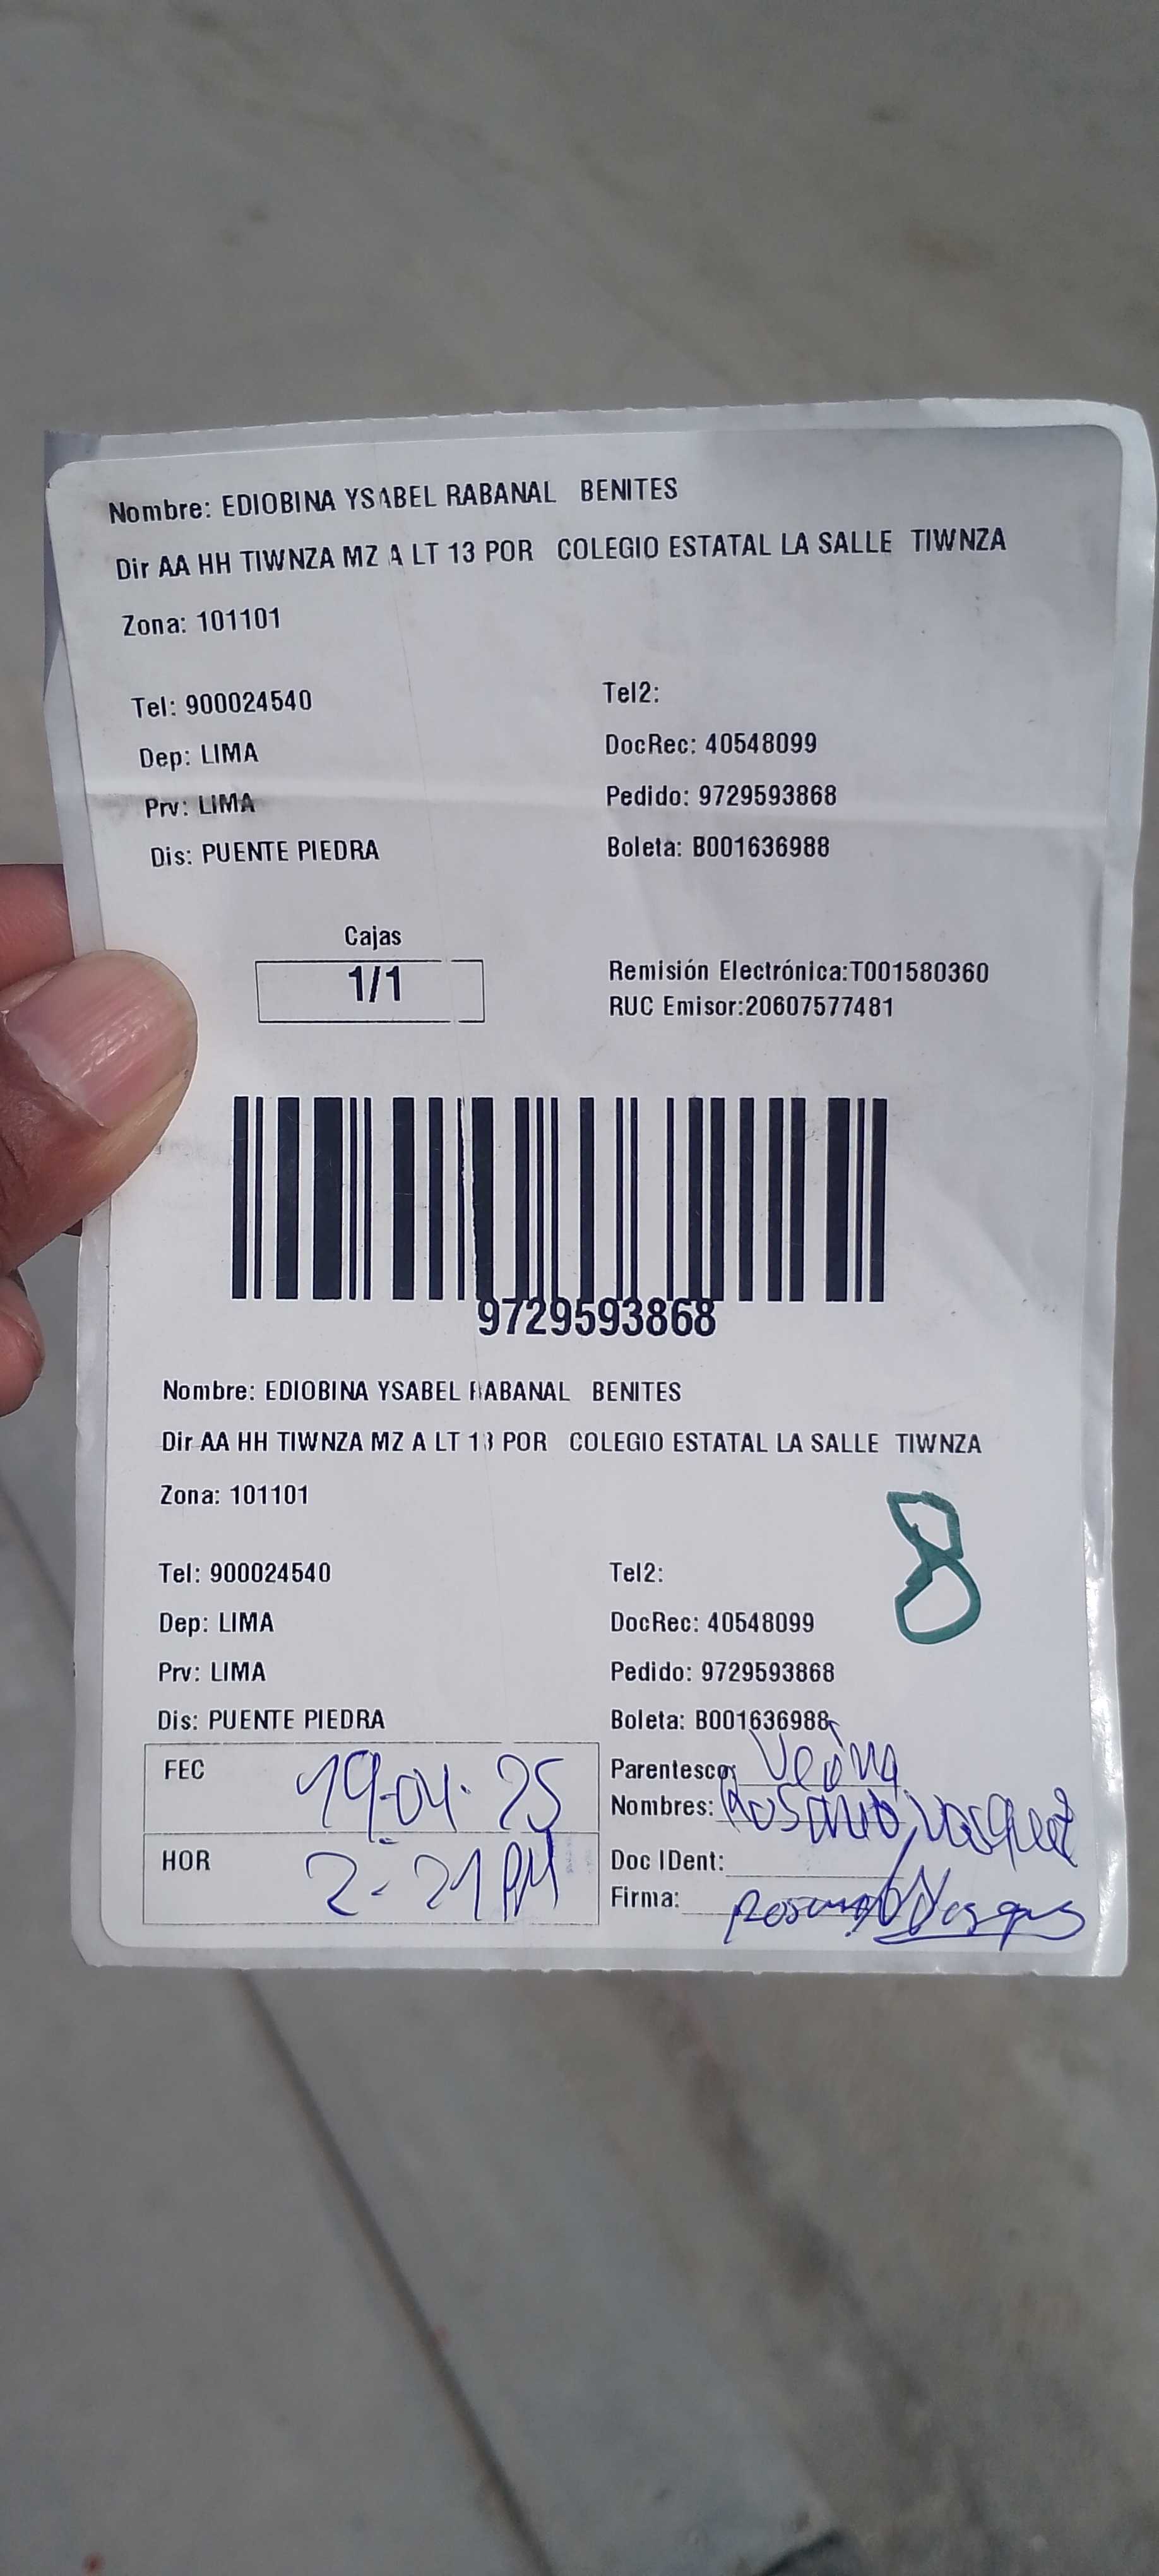 Nombre: EDIOBINA YSABEL RABANAL BENITES
Dir AA HH TIWNZA MZ A LT 13 POR COLEGIO ESTATAL LA SALLE TIWNZA
Zona: 101101
Tel: 900024540 Tel2:
Dep: LIMA DocRec: 40548099
Prv: LIMA Pedido: 9729593868
Dis: PUENTE PIEDRA Boleta: B001636988
Cajas
1/1
Remisión Electrónica:T001580360
RUC Emisor:20607577481
9729593868
Nombre: EDIOBINA YSABEL RABANAL BENITES
Dir AA HH TIWNZA MZ A LT 13 POR COLEGIO ESTATAL LA SALLE TIWNZA
Zona: 101101
8
Tel: 900024540 Tel2:
Dep: LIMA DocRec: 40548099
Prv: LIMA Pedido: 9729593868
Dis: PUENTE PIEDRA Boleta: B001636988
FEC 19-04-25 Parentesco:
Nombres: Rosario Vasquez
HOR 2-21 PM Doc IDent:
Firma: